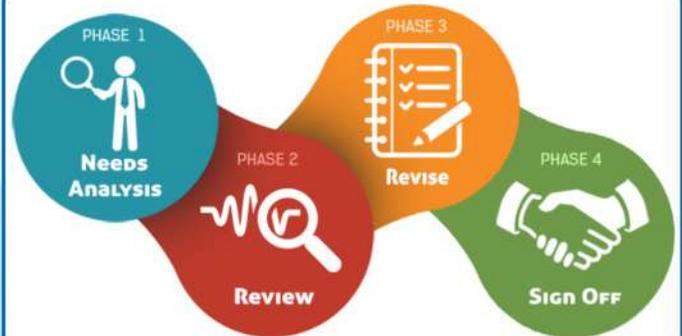 PHASE 1
Needs
Analysis
PHASE 2
Review
PHASE 3
Revise
PHASE 4
Sign Off